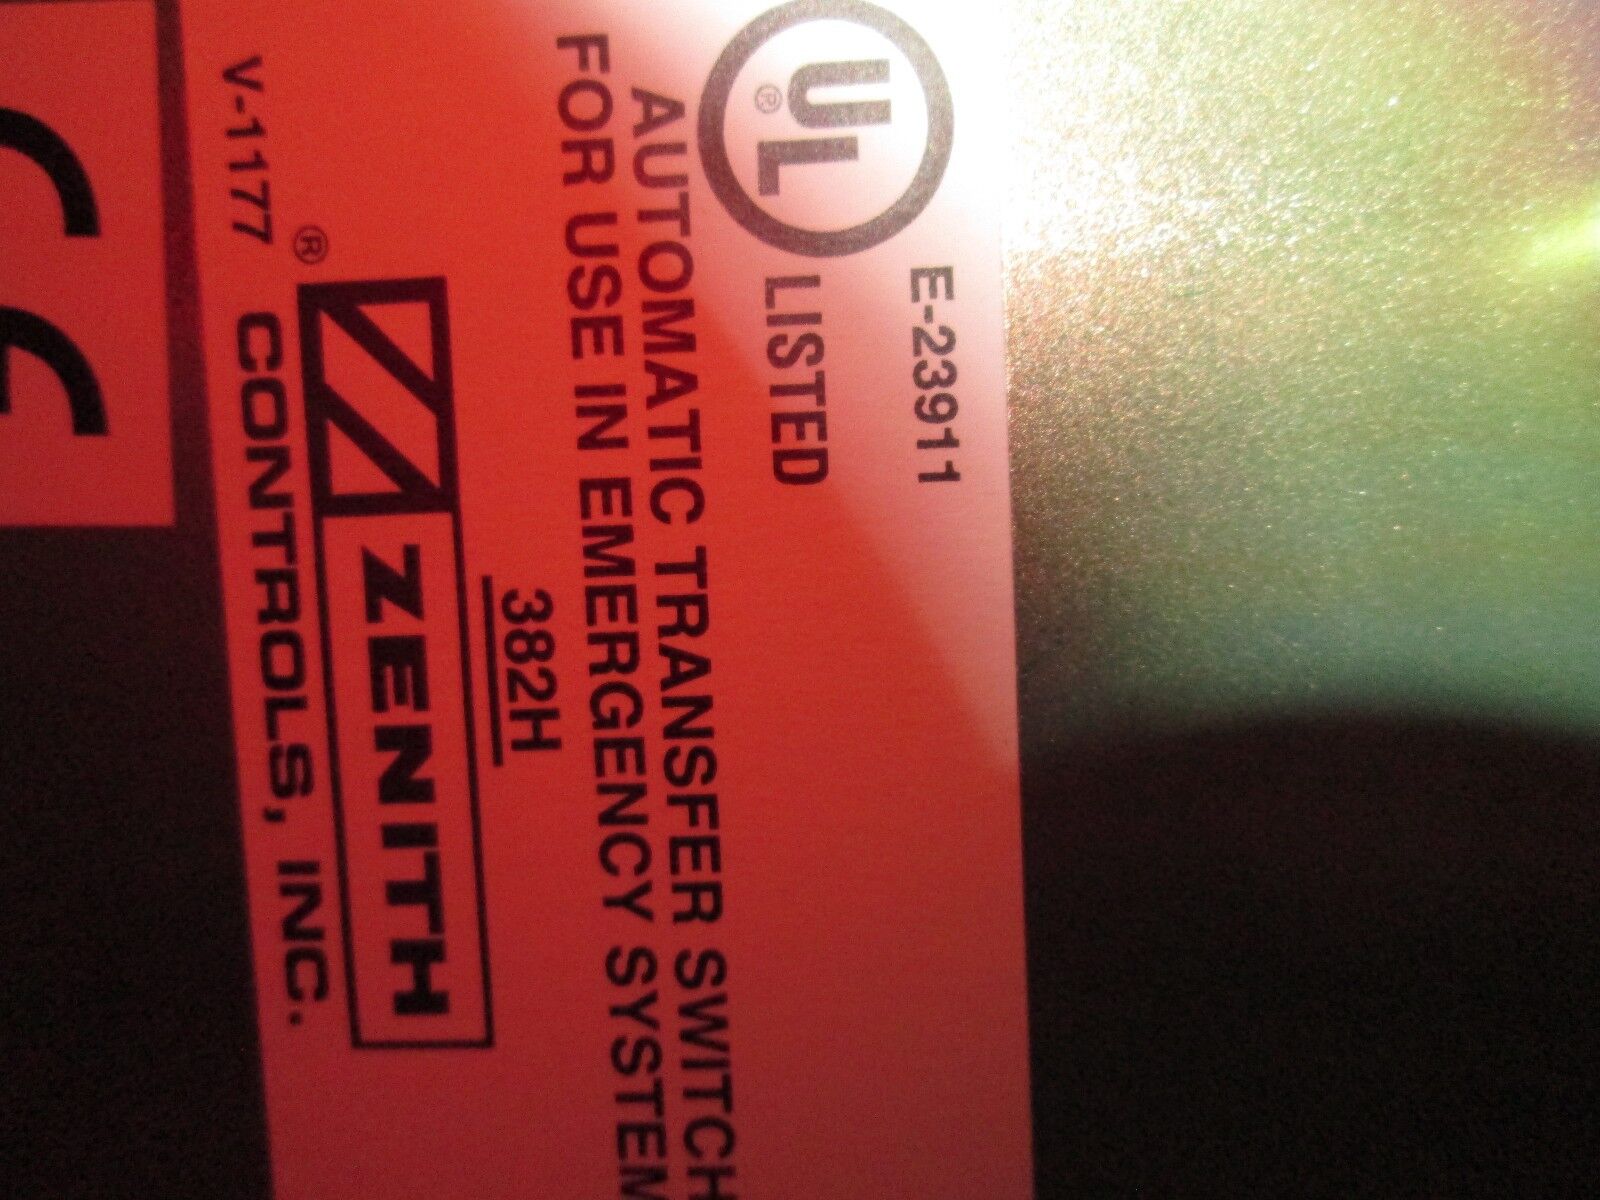 E-23911
UL® LISTED
AUTOMATIC TRANSFER SWITCH
FOR USE IN EMERGENCY SYSTEM
382H
ZENITH
®
CONTROLS, INC.
V-1177
CE